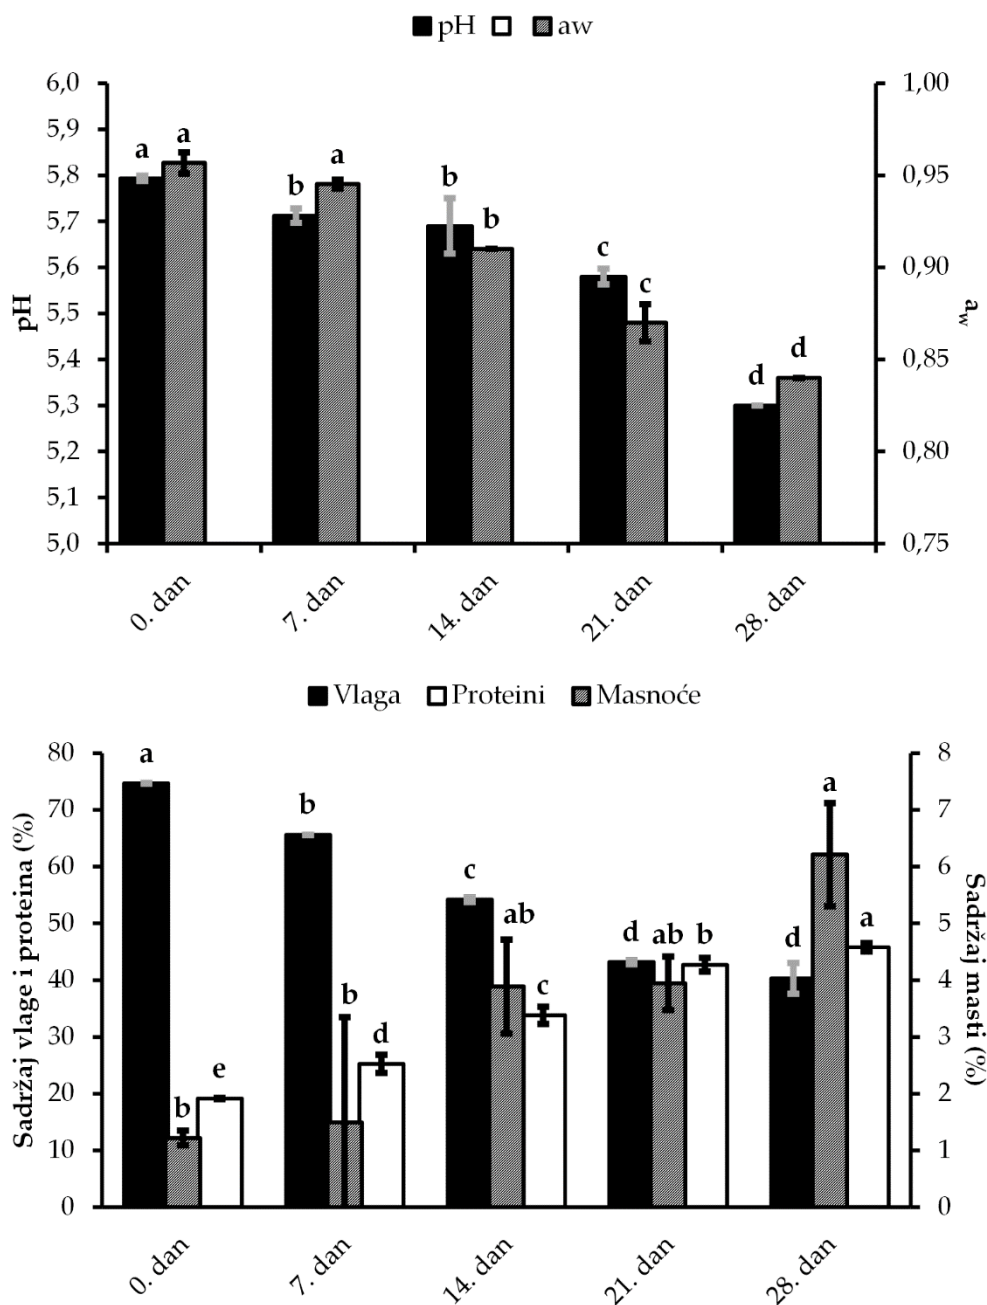 pH aw
6,0 1,00
5,9
a a
5,8 a 0,95
b b
5,7 b
5,6 c 0,90
c
5,5
5,4 d 0,85
d
5,3
5,2 0,80
5,1
5,0 0,75
pH
a_w
0. dan 7. dan 14. dan 21. dan 28. dan
Vlaga Proteini Masnoće
80 a 8
70 b a 7
60 c 6
50 ab d ab b d a 5
40 b c 4
30 d 3
20 b e 2
10 1
0 0
Sadržaj vlage i proteina (%)
Sadržaj masti (%)
0. dan 7. dan 14. dan 21. dan 28. dan